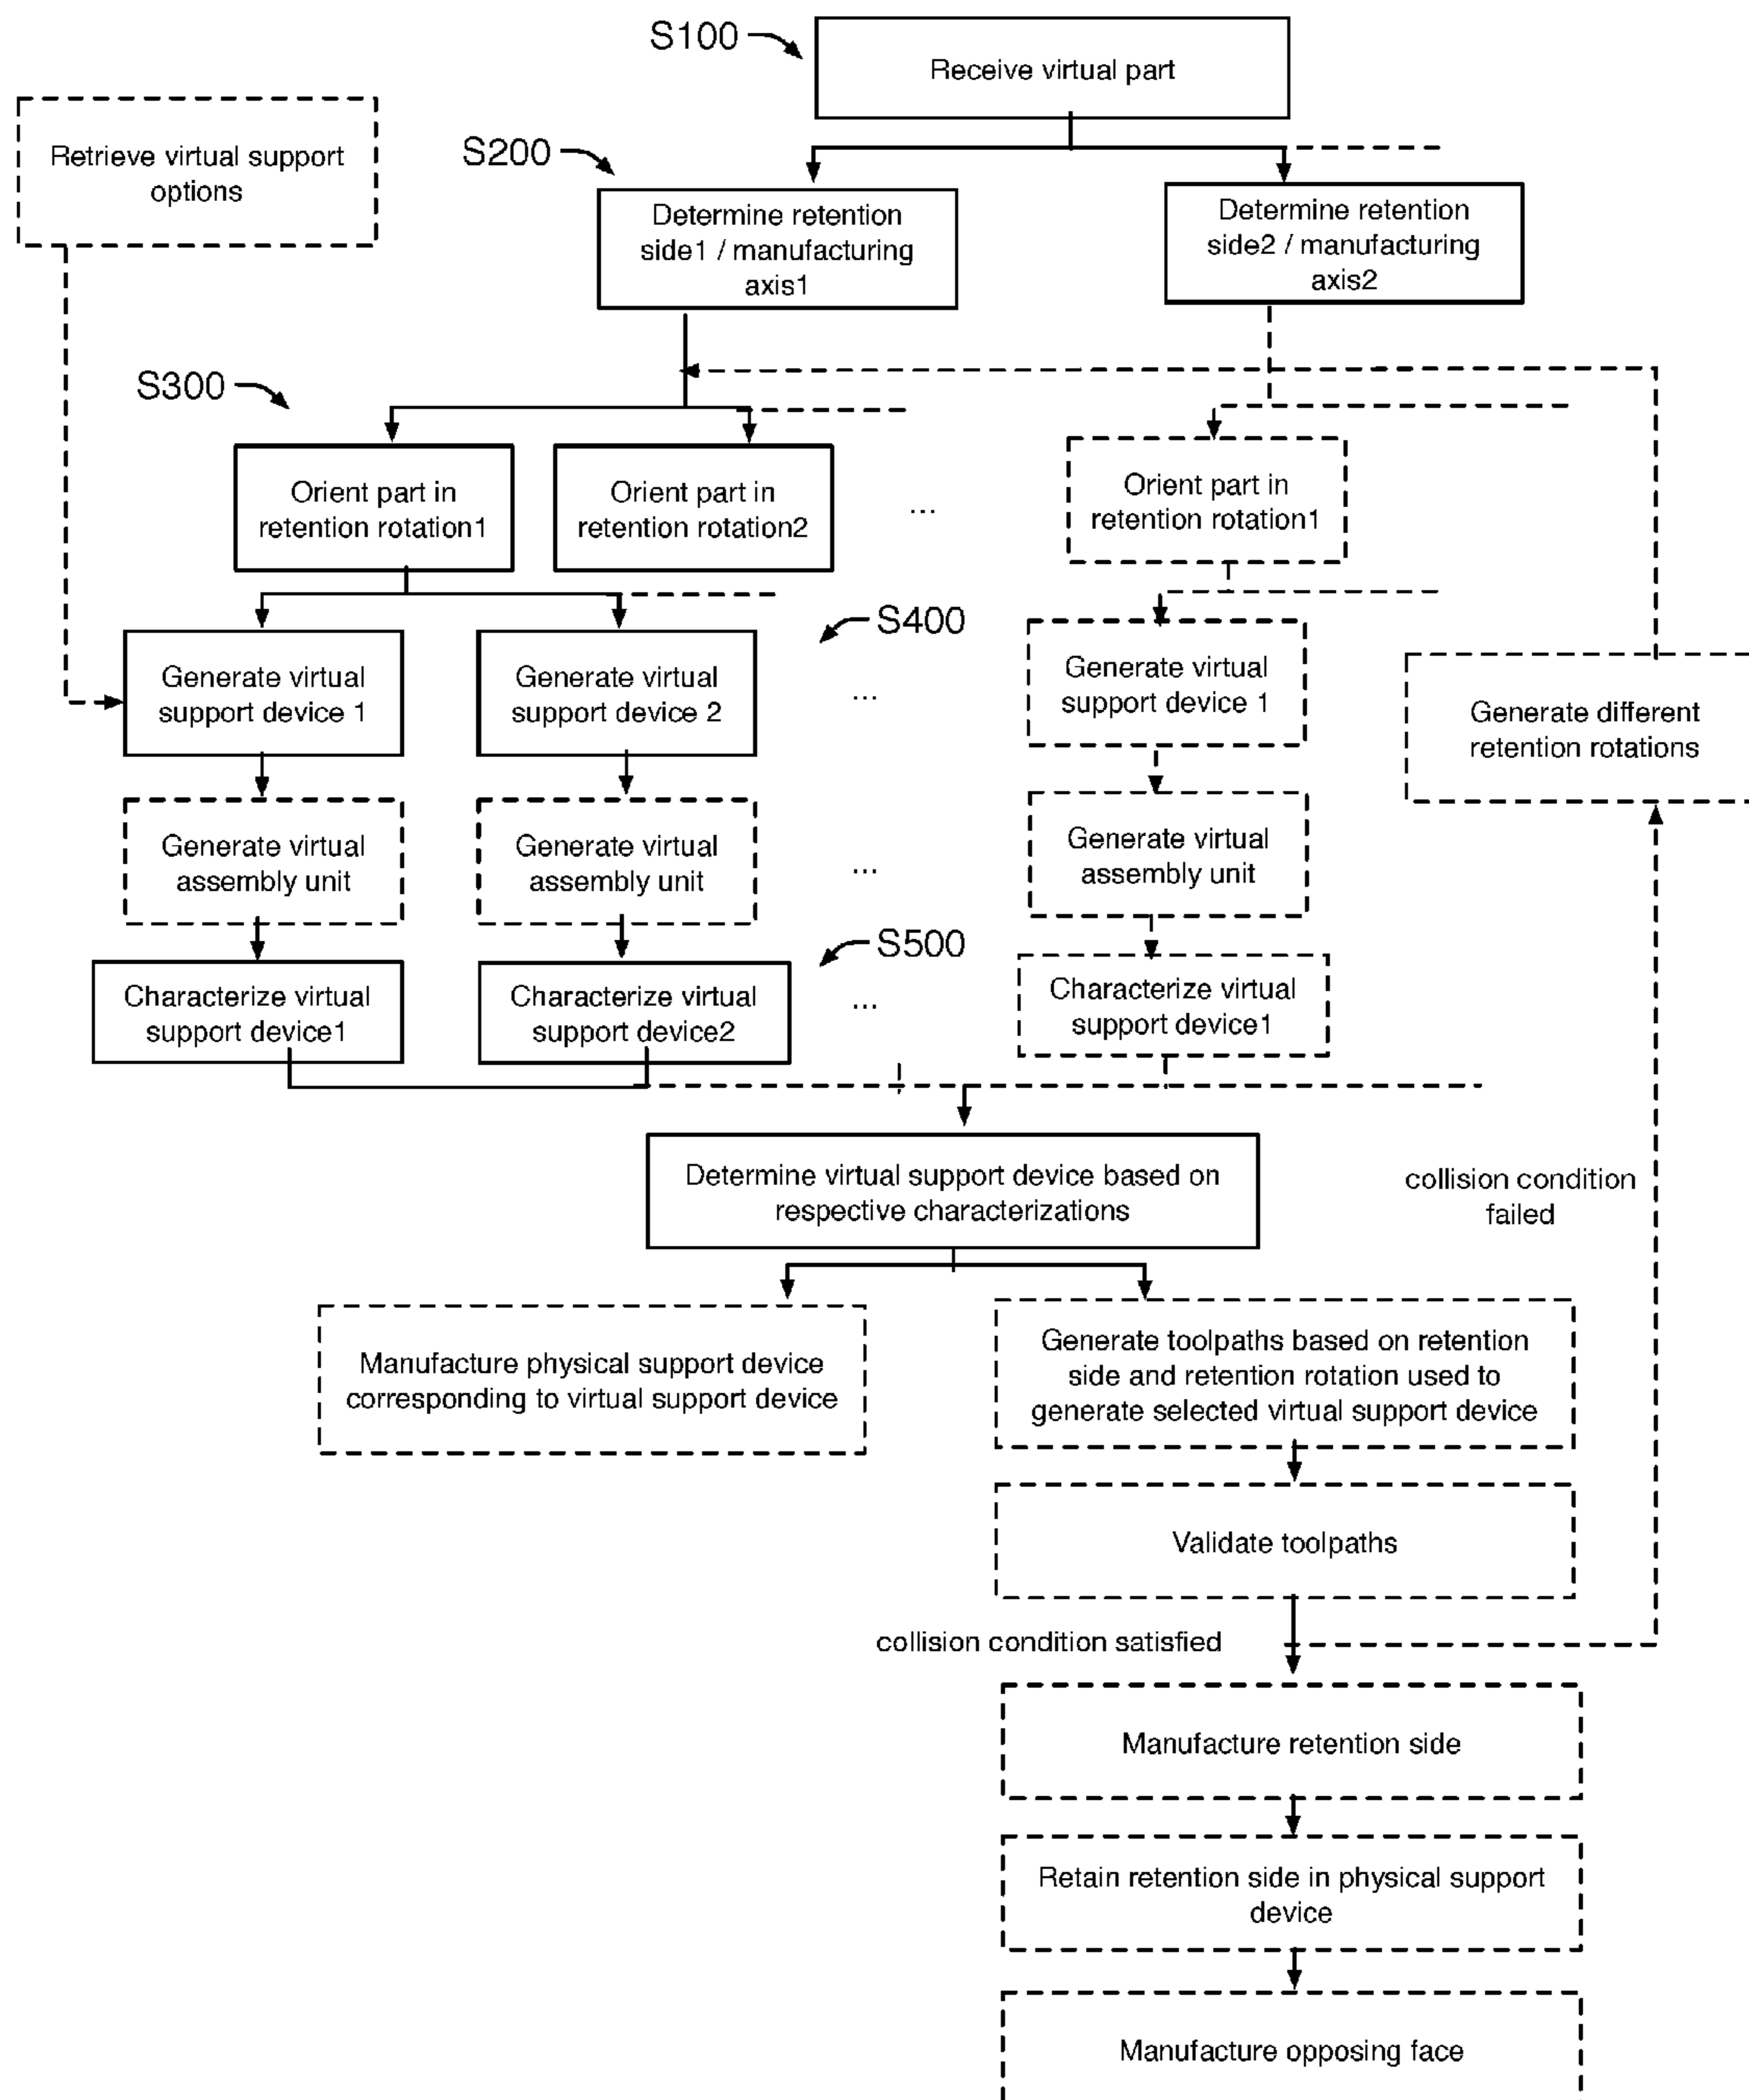 S100
Receive virtual part
Retrieve virtual support
options
S200
Determine retention
side1 / manufacturing
axis1
Determine retention
side2 / manufacturing
axis2
S300
Orient part in
retention rotation1
Orient part in
retention rotation2
...
Orient part in
retention rotation1
S400
Generate virtual
support device 1
Generate virtual
support device 2
...
Generate virtual
support device 1
Generate different
retention rotations
Generate virtual
assembly unit
Generate virtual
assembly unit
...
Generate virtual
assembly unit
S500
Characterize virtual
support device1
Characterize virtual
support device2
...
Characterize virtual
support device1
Determine virtual support device based on
respective characterizations
collision condition
failed
Manufacture physical support device
corresponding to virtual support device
Generate toolpaths based on retention
side and retention rotation used to
generate selected virtual support device
Validate toolpaths
collision condition satisfied
Manufacture retention side
Retain retention side in physical support
device
Manufacture opposing face